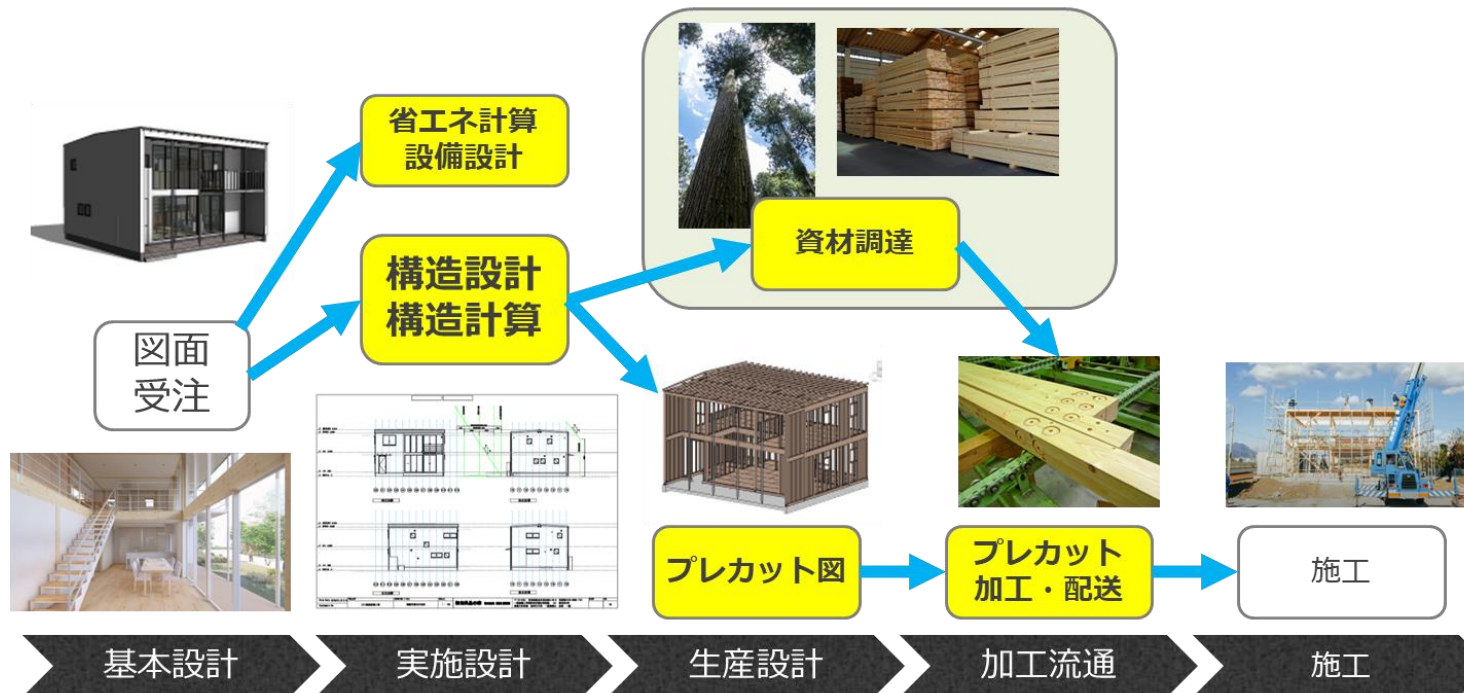 省エネ計算
設備設計
資材調達
構造設計
構造計算
図面
受注
プレカット図
プレカット
加工・配送
施工
基本設計
実施設計
生産設計
加工流通
施工